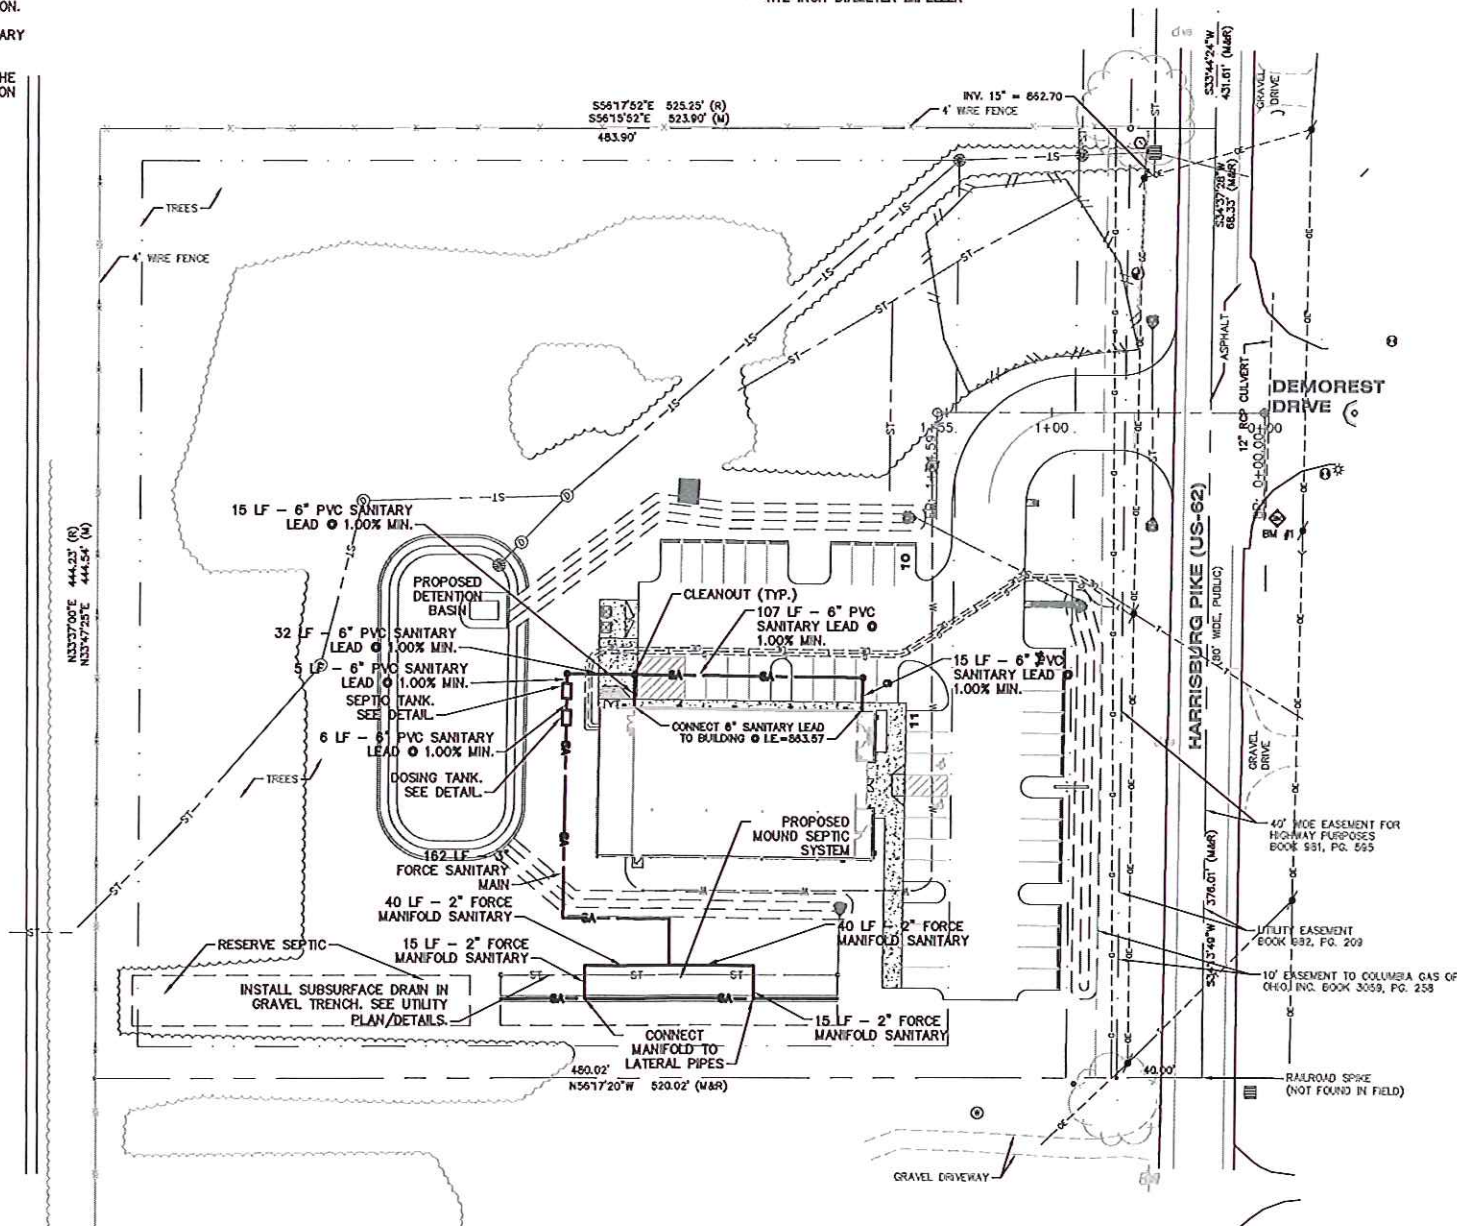 ON.
ARY
HE
ON
S56°17'52"E 525.25' (R)
S56°15'52"E 523.90' (M)
483.90'
4' WIRE FENCE
INV. 15" = 862.70
S33°44'24"W
431.61' (M&R)
GRAVEL
DRIVE
S34°37'28"W
68.33' (M&R)
TREES
4' WIRE FENCE
ASPHALT
12" RCP CULVERT
DEMOREST
DRIVE
1+00
0+00
BM #1
HARRISBURG PIKE (US-62)
(80' WIDE, PUBLIC)
N33°37'00"E 444.23' (R)
N33°47'25"E 444.54' (M)
15 LF - 6" PVC SANITARY
LEAD @ 1.00% MIN.
PROPOSED
DETENTION
BASIN
CLEANOUT (TYP.)
107 LF - 6" PVC
SANITARY LEAD @
1.00% MIN.
32 LF - 6" PVC SANITARY
LEAD @ 1.00% MIN.
5 LF - 6" PVC SANITARY
LEAD @ 1.00% MIN.
15 LF - 6" PVC
SANITARY LEAD @
1.00% MIN.
SEPTIC TANK.
SEE DETAIL.
6 LF - 6" PVC SANITARY
LEAD @ 1.00% MIN.
CONNECT 6" SANITARY LEAD
TO BUILDING @ I.E.=863.57
10
11
DOSING TANK.
SEE DETAIL.
TREES
GRAVEL
DRIVE
PROPOSED
MOUND SEPTIC
SYSTEM
40' WIDE EASEMENT FOR
HIGHWAY PURPOSES
BOOK 981, PG. 595
162 LF - 3"
FORCE SANITARY
MAIN
40 LF - 2" FORCE
MANIFOLD SANITARY
40 LF - 2" FORCE
MANIFOLD SANITARY
S34°13'49"W 376.01' (M&R)
UTILITY EASEMENT
BOOK 982, PG. 209
RESERVE SEPTIC
15 LF - 2" FORCE
MANIFOLD SANITARY
10' EASEMENT TO COLUMBIA GAS OF
OHIO, INC. BOOK 3059, PG. 258
INSTALL SUBSURFACE DRAIN IN
GRAVEL TRENCH. SEE UTILITY
PLAN/DETAILS.
15 LF - 2" FORCE
MANIFOLD SANITARY
CONNECT
MANIFOLD TO
LATERAL PIPES
480.02'
N56°17'20"W 520.02' (M&R)
40.00'
RAILROAD SPIKE
(NOT FOUND IN FIELD)
GRAVEL DRIVEWAY